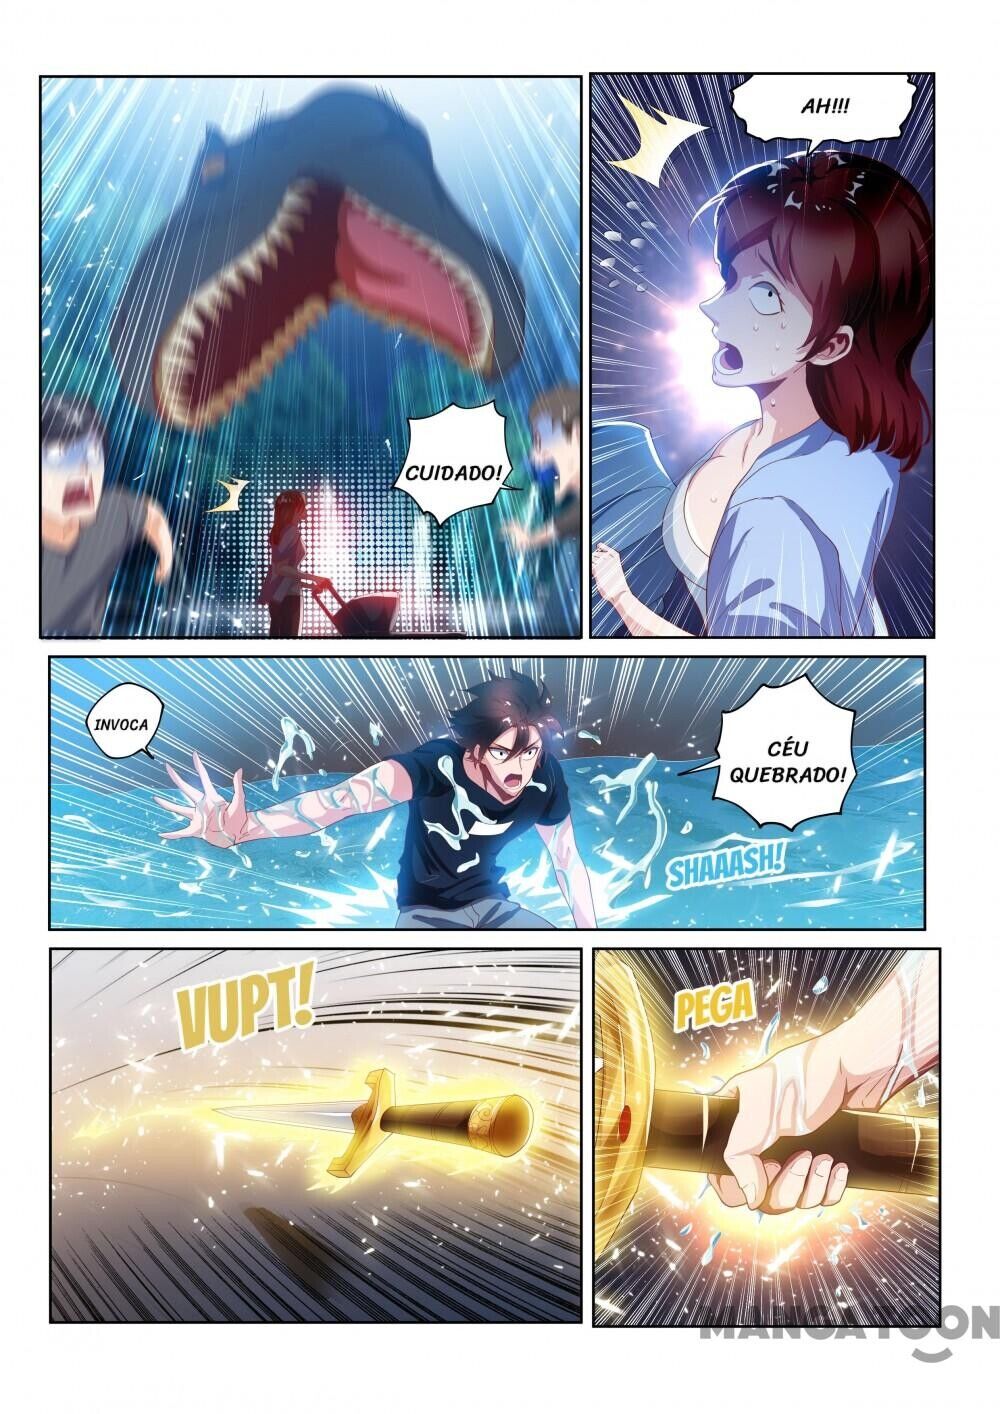 AH!!!
CUIDADO!
INVOCA
CÉU
QUEBRADO!
SHAAASH!
VUPT!
PEGA
MANGATOON